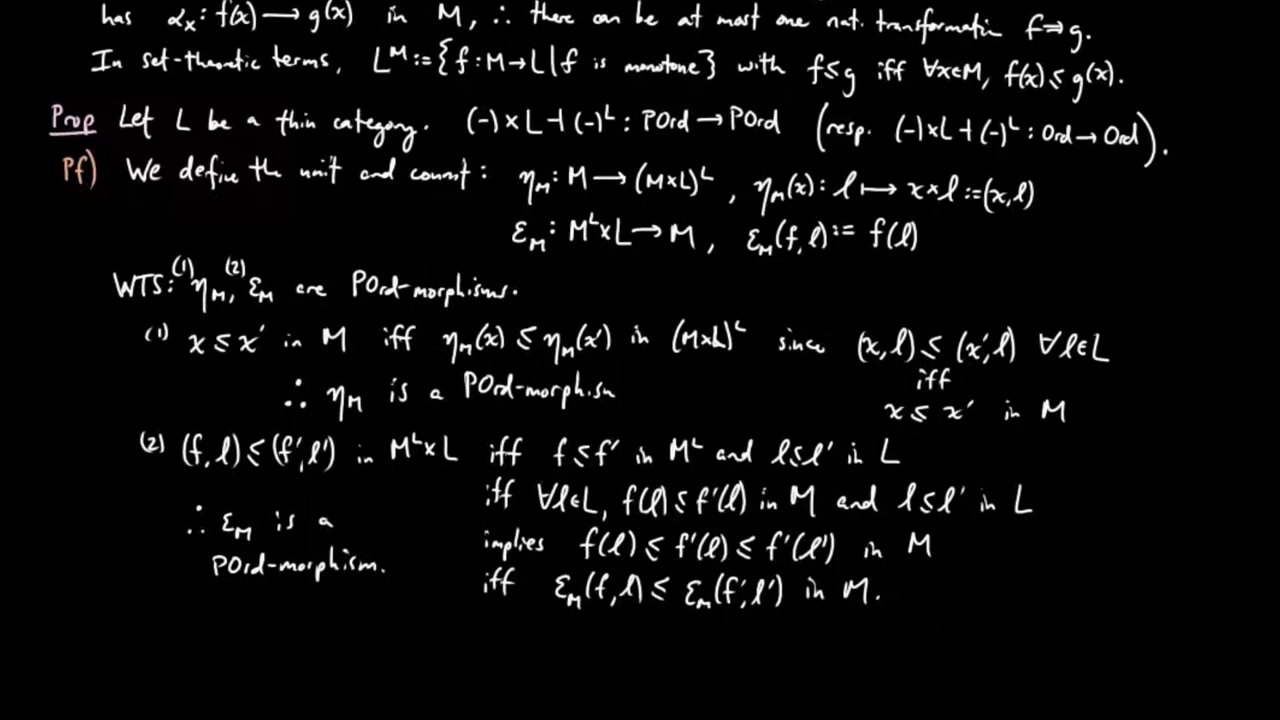 has αₓ : f(x) → g(x) in M, ∴ there can be at most one nat. transformatin f⇒g.
In set-theoretic terms, L^M := {f : M→L | f is monotone} with f≤g iff ∀x∈M, f(x) ≤ g(x).
Prop Let L be a thin category. (-)×L ⊣ (-)^L : POrd → POrd (resp. (-)×L ⊣ (-)^L : Ord → Ord).
Pf) We define the unit and counit : η_M : M → (M×L)^L , η_M(x) : l ↦ x×l := (x,l)
ε_M : M^L×L → M , ε_M(f,l) := f(l)
WTS: (1) η_M, (2) ε_M are POrd-morphisms.
(1) x ≤ x' in M iff η_M(x) ≤ η_M(x') in (M×L)^L since (x,l) ≤ (x',l) ∀l∈L
iff
∴ η_M is a POrd-morphism
x ≤ x' in M
(2) (f,l) ≤ (f',l') in M^L×L iff f≤f' in M^L and l≤l' in L
iff ∀l∈L, f(l) ≤ f'(l) in M and l≤l' in L
∴ ε_M is a
implies f(l) ≤ f'(l) ≤ f'(l') in M
POrd-morphism.
iff ε_M(f,l) ≤ ε_M(f',l') in M.